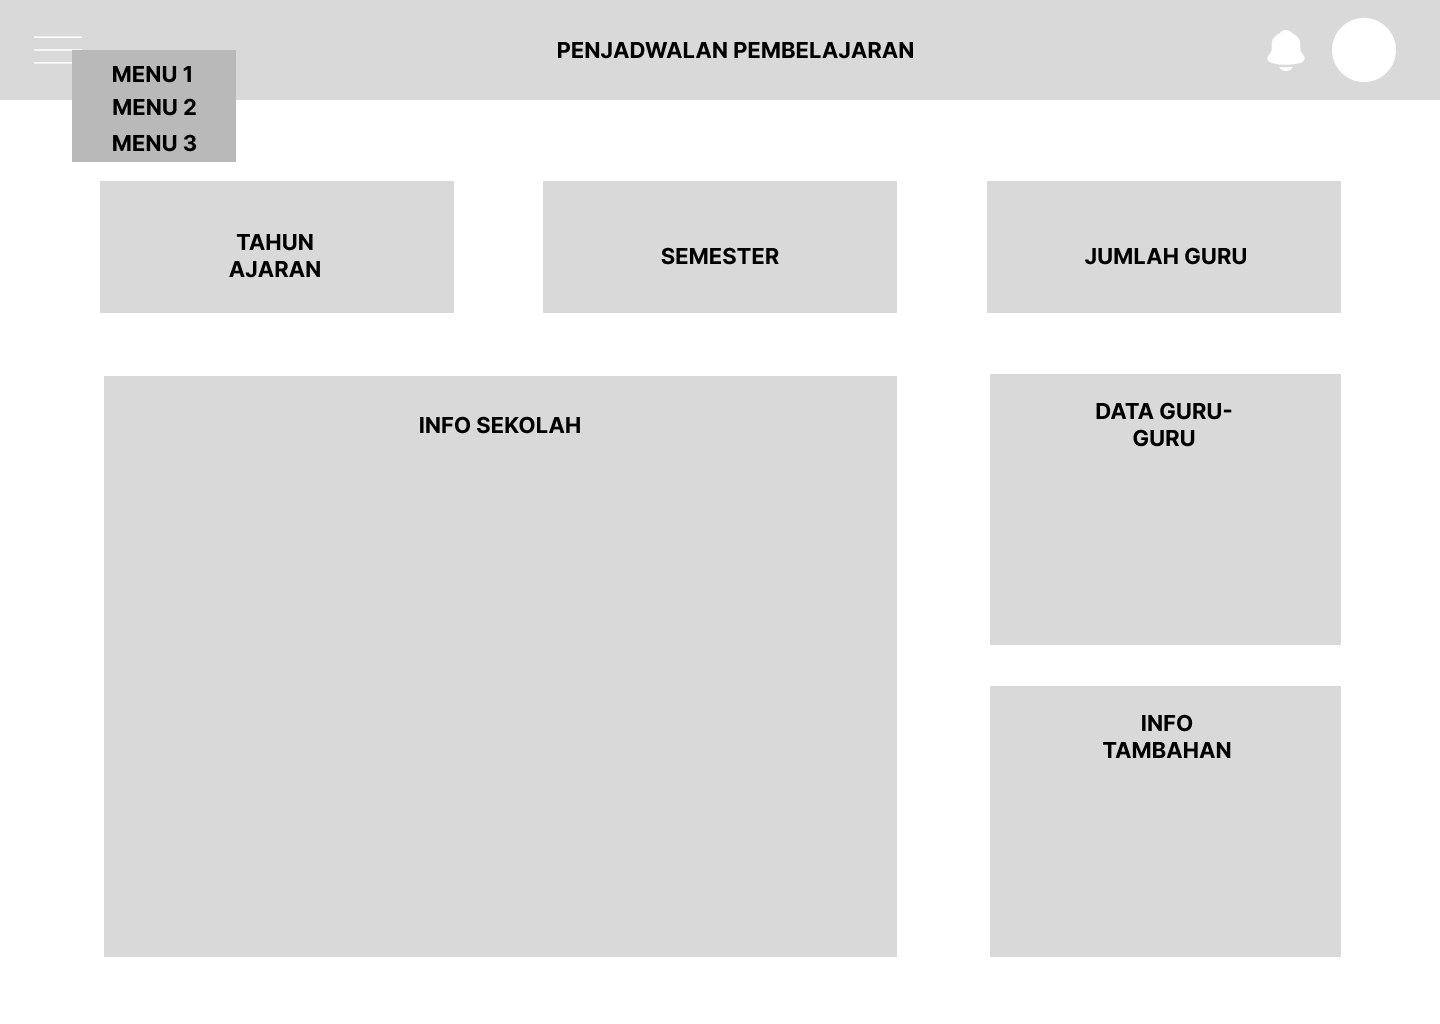 PENJADWALAN PEMBELAJARAN
MENU 1
MENU 2
MENU 3
TAHUN
AJARAN
SEMESTER
JUMLAH GURU
INFO SEKOLAH
DATA GURU-
GURU
INFO
TAMBAHAN